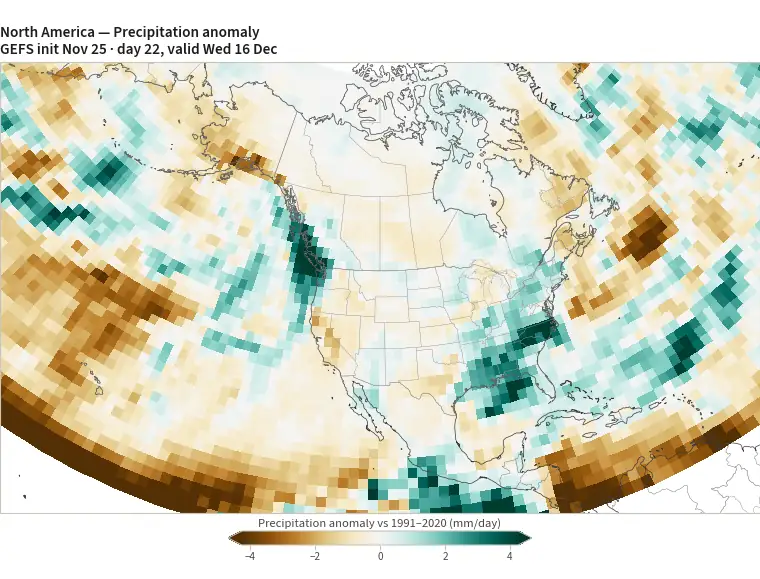 North America — Precipitation anomaly
GEFS init Nov 25 · day 22, valid Wed 16 Dec
Precipitation anomaly vs 1991–2020 (mm/day)
−4 −2 0 2 4